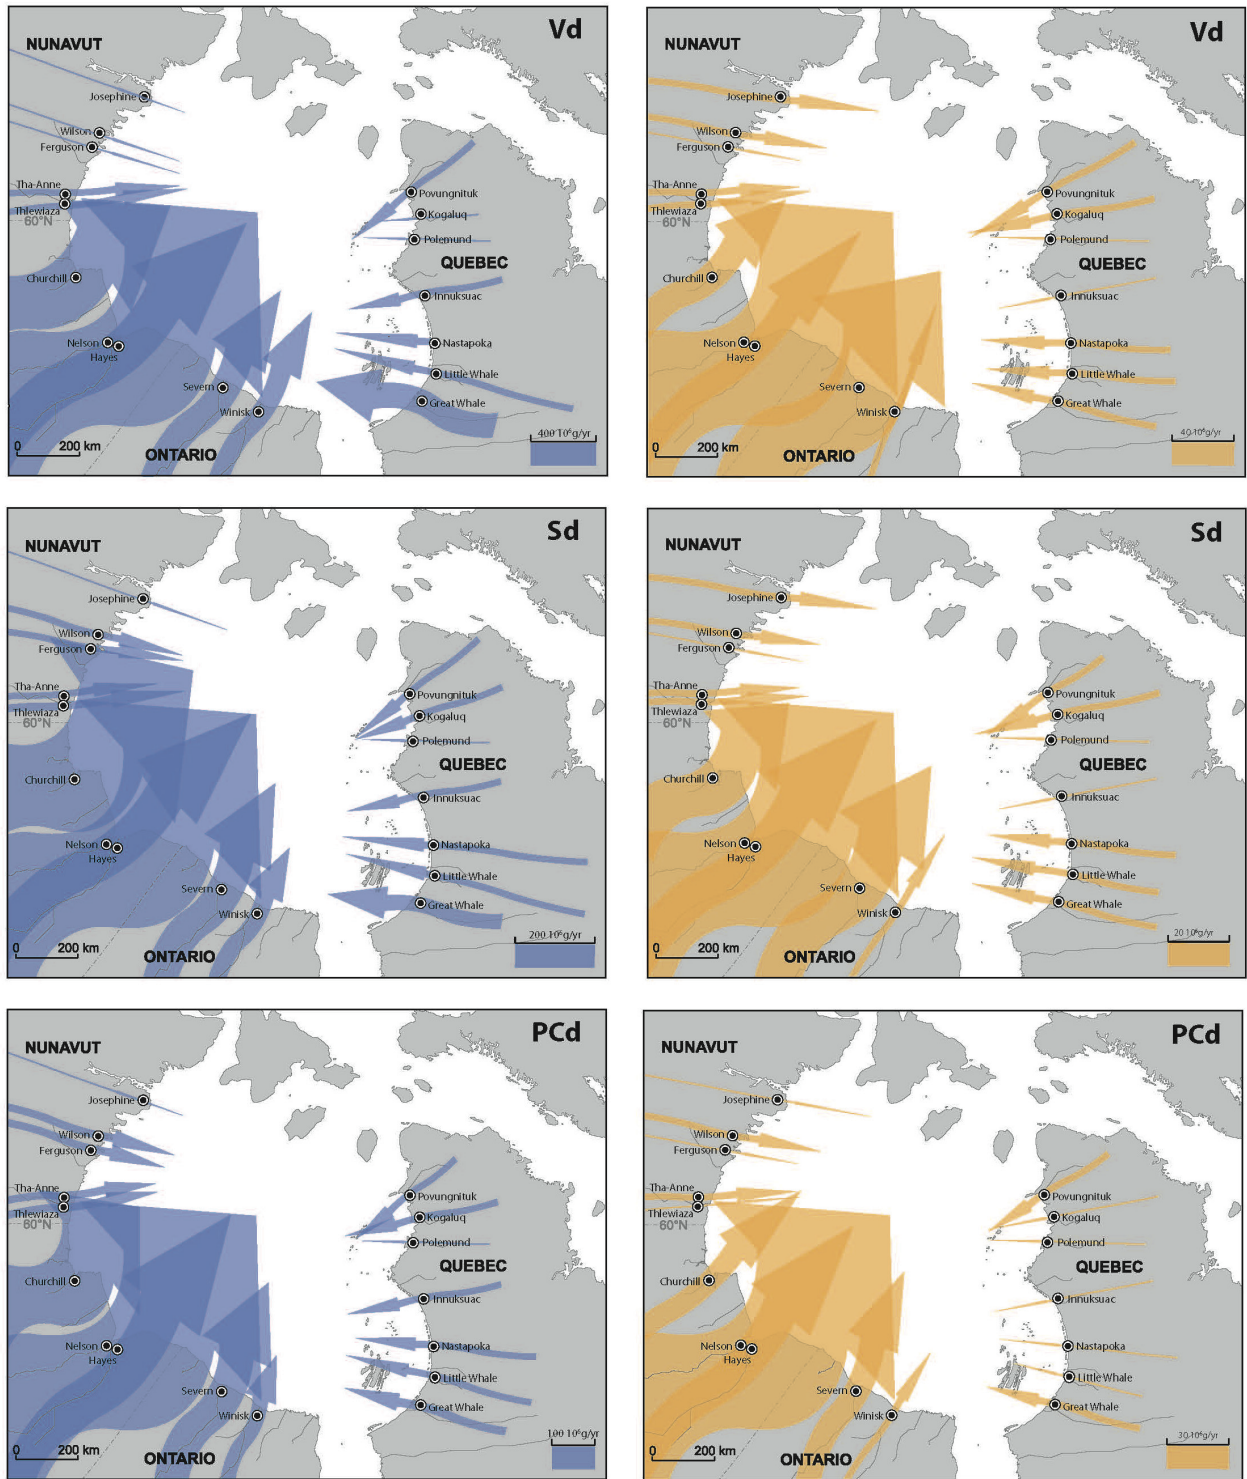 Vd
NUNAVUT
Josephine
Wilson
Ferguson
Tha-Anne
Thlewiaza
60°N
Churchill
Nelson
Hayes
Severn
Winisk
Povungnituk
Kogaluq
Polemund
QUEBEC
Innuksuac
Nastapoka
Little Whale
Great Whale
0 200 km
ONTARIO
400 10⁶g/yr
Vd
NUNAVUT
Josephine
Wilson
Ferguson
Tha-Anne
Thlewiaza
60°N
Churchill
Nelson
Hayes
Severn
Winisk
Povungnituk
Kogaluq
Polemund
QUEBEC
Innuksuac
Nastapoka
Little Whale
Great Whale
0 200 km
ONTARIO
40 10⁶g/yr
Sd
NUNAVUT
Josephine
Wilson
Ferguson
Tha-Anne
Thlewiaza
60°N
Churchill
Nelson
Hayes
Severn
Winisk
Povungnituk
Kogaluq
Polemund
QUEBEC
Innuksuac
Nastapoka
Little Whale
Great Whale
0 200 km
ONTARIO
200 10⁶g/yr
Sd
NUNAVUT
Josephine
Wilson
Ferguson
Tha-Anne
Thlewiaza
60°N
Churchill
Nelson
Hayes
Severn
Winisk
Povungnituk
Kogaluq
Polemund
QUEBEC
Innuksuac
Nastapoka
Little Whale
Great Whale
0 200 km
ONTARIO
20 10⁶g/yr
PCd
NUNAVUT
Josephine
Wilson
Ferguson
Tha-Anne
Thlewiaza
60°N
Churchill
Nelson
Hayes
Severn
Winisk
Povungnituk
Kogaluq
Polemund
QUEBEC
Innuksuac
Nastapoka
Little Whale
Great Whale
0 200 km
ONTARIO
100 10⁶g/yr
PCd
NUNAVUT
Josephine
Wilson
Ferguson
Tha-Anne
Thlewiaza
60°N
Churchill
Nelson
Hayes
Severn
Winisk
Povungnituk
Kogaluq
Polemund
QUEBEC
Innuksuac
Nastapoka
Little Whale
Great Whale
0 200 km
ONTARIO
30 10⁶g/yr